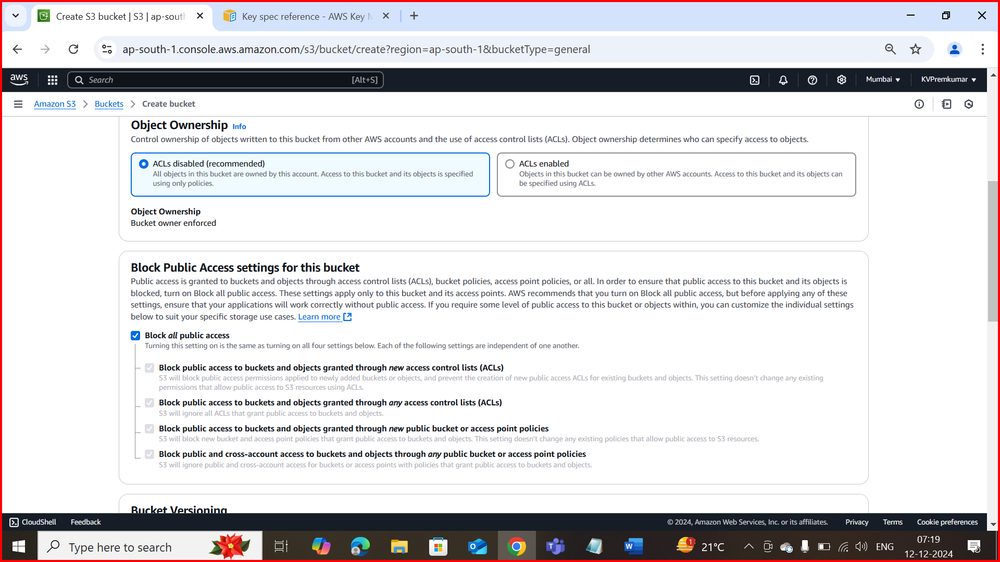 Create S3 bucket | S3 | ap-south
Key spec reference - AWS Key M
ap-south-1.console.aws.amazon.com/s3/bucket/create?region=ap-south-1&bucketType=general
aws
Search
[Alt+S]
Mumbai
KVPremkumar
Amazon S3
Buckets
Create bucket
Object Ownership Info
Control ownership of objects written to this bucket from other AWS accounts and the use of access control lists (ACLs). Object ownership determines who can specify access to objects.
ACLs disabled (recommended)
All objects in this bucket are owned by this account. Access to this bucket and its objects is specified
using only policies.
ACLs enabled
Objects in this bucket can be owned by other AWS accounts. Access to this bucket and its objects can
be specified using ACLs.
Object Ownership
Bucket owner enforced
Block Public Access settings for this bucket
Public access is granted to buckets and objects through access control lists (ACLs), bucket policies, access point policies, or all. In order to ensure that public access to this bucket and its objects is
blocked, turn on Block all public access. These settings apply only to this bucket and its access points. AWS recommends that you turn on Block all public access, but before applying any of these
settings, ensure that your applications will work correctly without public access. If you require some level of public access to this bucket or objects within, you can customize the individual settings
below to suit your specific storage use cases. Learn more
Block all public access
Turning this setting on is the same as turning on all four settings below. Each of the following settings are independent of one another.
Block public access to buckets and objects granted through new access control lists (ACLs)
S3 will block public access permissions applied to newly added buckets or objects, and prevent the creation of new public access ACLs for existing buckets and objects. This setting doesn't change any existing
permissions that allow public access to S3 resources using ACLs.
Block public access to buckets and objects granted through any access control lists (ACLs)
S3 will ignore all ACLs that grant public access to buckets and objects.
Block public access to buckets and objects granted through new public bucket or access point policies
S3 will block new bucket and access point policies that grant public access to buckets and objects. This setting doesn't change any existing policies that allow public access to S3 resources.
Block public and cross-account access to buckets and objects through any public bucket or access point policies
S3 will ignore public and cross-account access for buckets or access points with policies that grant public access to buckets and objects.
Bucket Versioning
CloudShell
Feedback
© 2024, Amazon Web Services, Inc. or its affiliates.
Privacy
Terms
Cookie preferences
Type here to search
1
21°C
ENG
07:19
12-12-2024